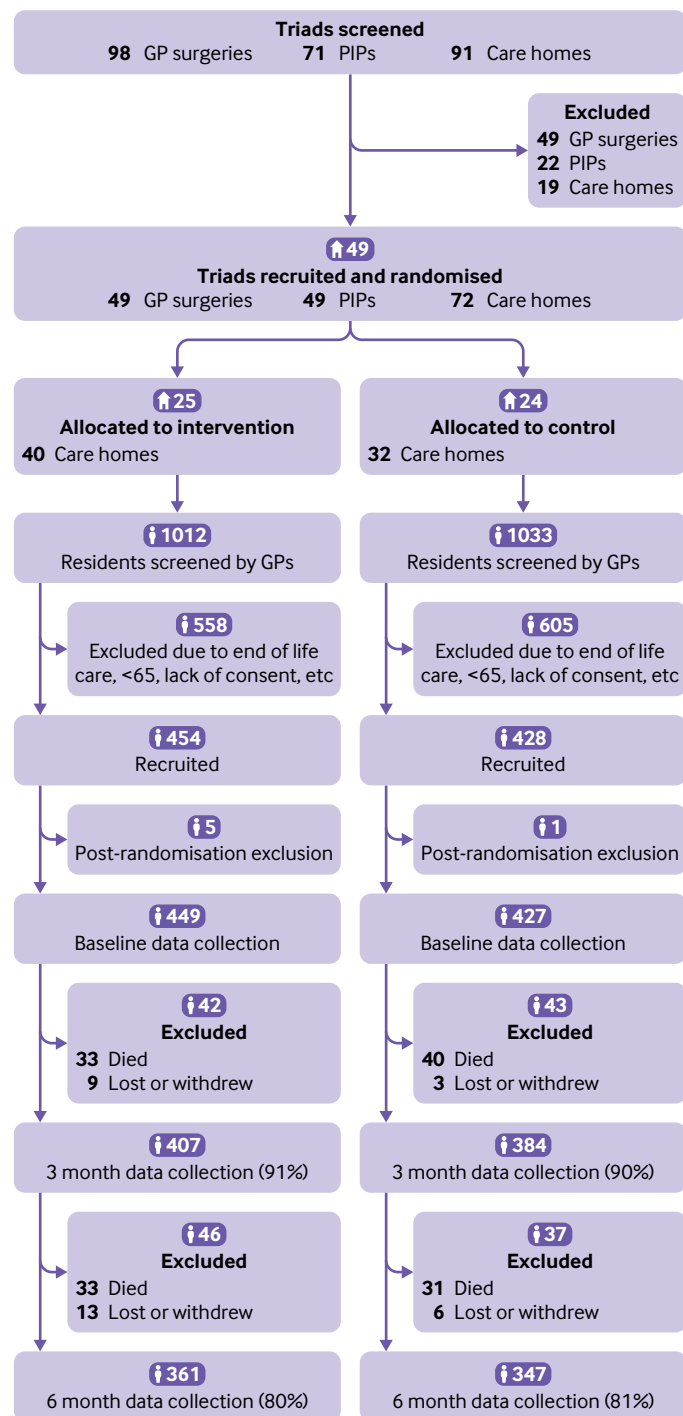 Triads screened
98 GP surgeries 71 PIPs 91 Care homes
Excluded
49 GP surgeries
22 PIPs
19 Care homes
49
Triads recruited and randomised
49 GP surgeries 49 PIPs 72 Care homes
25
Allocated to intervention
40 Care homes
24
Allocated to control
32 Care homes
1012
Residents screened by GPs
1033
Residents screened by GPs
558
Excluded due to end of life
care, <65, lack of consent, etc
605
Excluded due to end of life
care, <65, lack of consent, etc
454
Recruited
428
Recruited
5
Post-randomisation exclusion
1
Post-randomisation exclusion
449
Baseline data collection
427
Baseline data collection
42
Excluded
33 Died
9 Lost or withdrew
43
Excluded
40 Died
3 Lost or withdrew
407
3 month data collection (91%)
384
3 month data collection (90%)
46
Excluded
33 Died
13 Lost or withdrew
37
Excluded
31 Died
6 Lost or withdrew
361
6 month data collection (80%)
347
6 month data collection (81%)